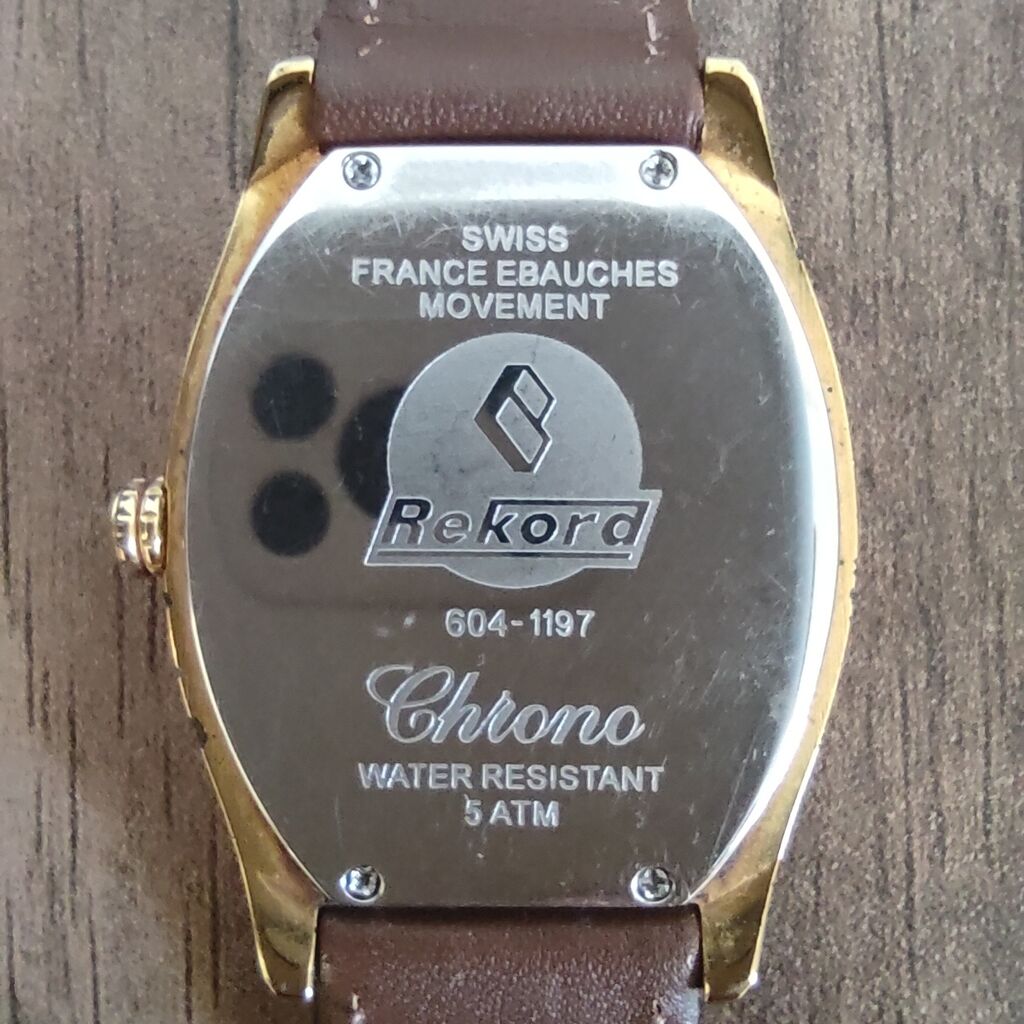 SWISS
FRANCE EBAUCHES
MOVEMENT
Rekord
604-1197
Chrono
WATER RESISTANT
5 ATM